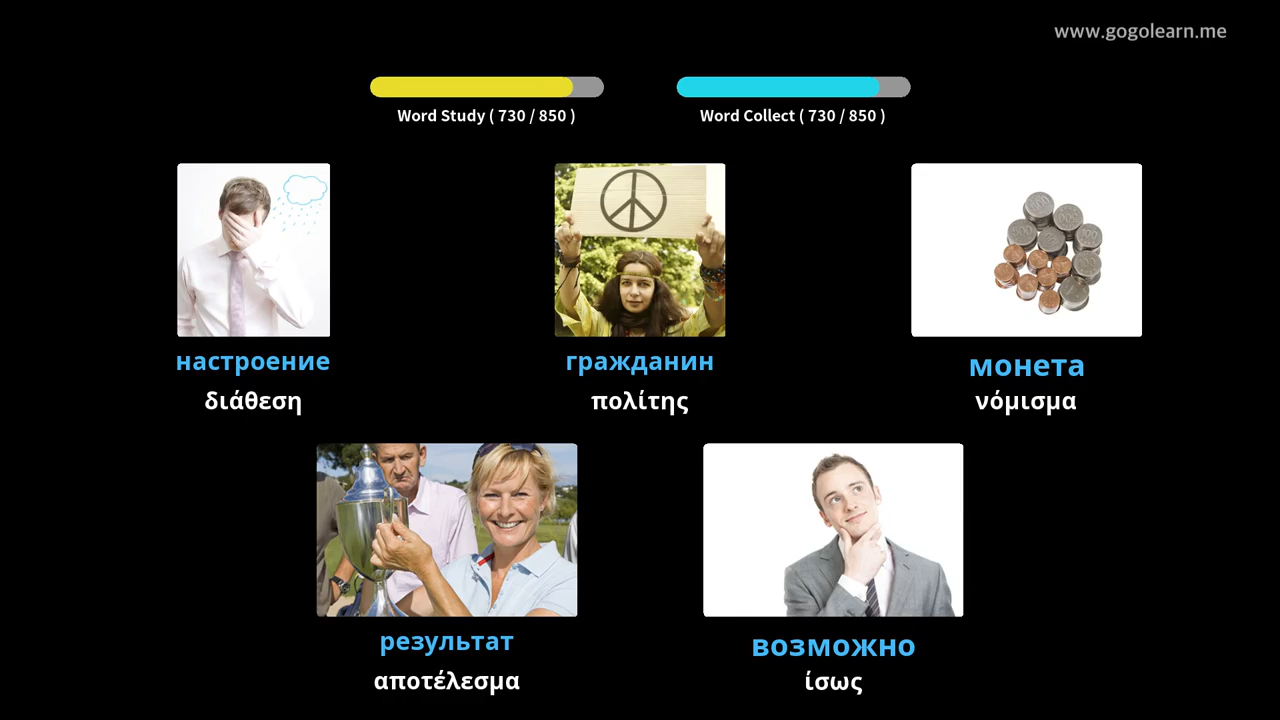 www.gogolearn.me
Word Study ( 730 / 850 )
Word Collect ( 730 / 850 )
настроение
διάθεση
гражданин
πολίτης
монета
νόμισμα
результат
αποτέλεσμα
возможно
ίσως